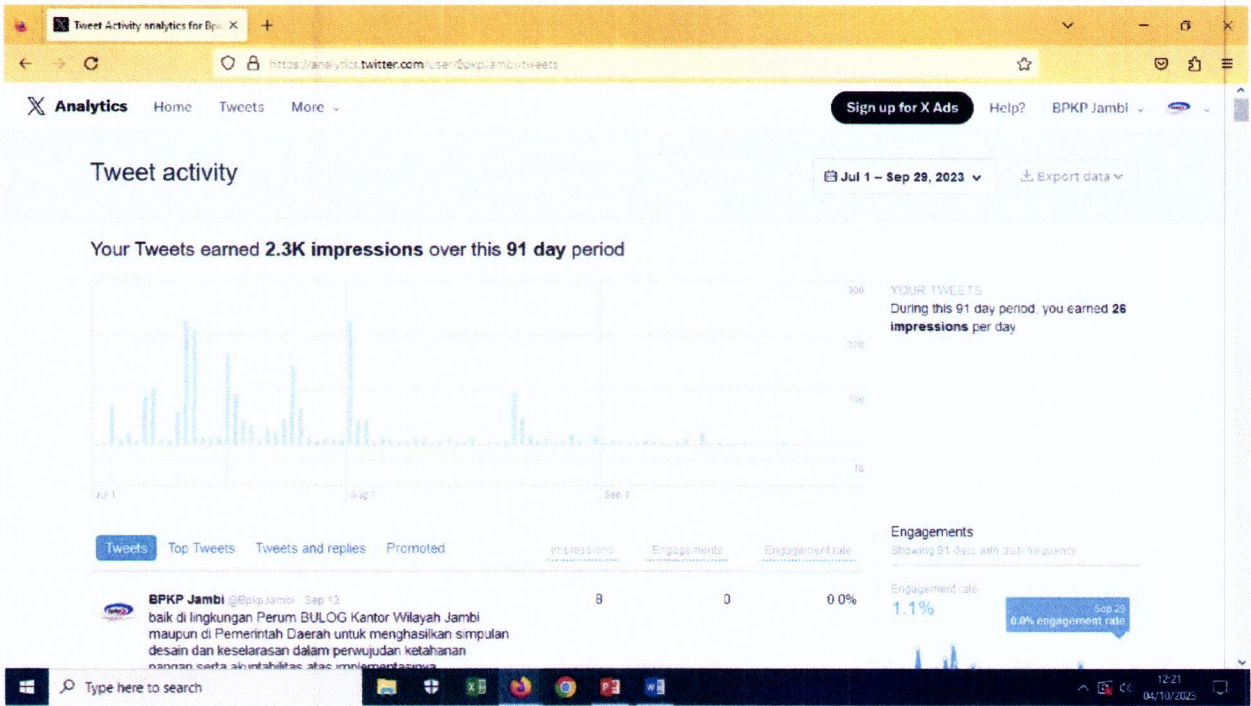 Tweet Activity analytics for Bpk
https://analytics.twitter.com/user/BpkpJambi/tweets
Analytics Home Tweets More
Sign up for X Ads Help? BPKP Jambi
Tweet activity
Jul 1 – Sep 29, 2023 Export data
Your Tweets earned 2.3K impressions over this 91 day period
300
200
100
10
Jul 1 Aug 1 Sep 1
YOUR TWEETS
During this 91 day period, you earned 26
impressions per day.
Tweets Top Tweets Tweets and replies Promoted Impressions Engagements Engagement rate
BPKP Jambi @BpkpJambi · Sep 13 8 0 0.0%
baik di lingkungan Perum BULOG Kantor Wilayah Jambi
maupun di Pemerintah Daerah untuk menghasilkan simpulan
desain dan keselarasan dalam perwujudan ketahanan
pangan serta akuntabilitas atas implementasinya
Engagements
Showing 91 days with daily frequency
Engagement rate
1.1%
Sep 29
0.0% engagement rate
Type here to search
12:21
04/10/2023